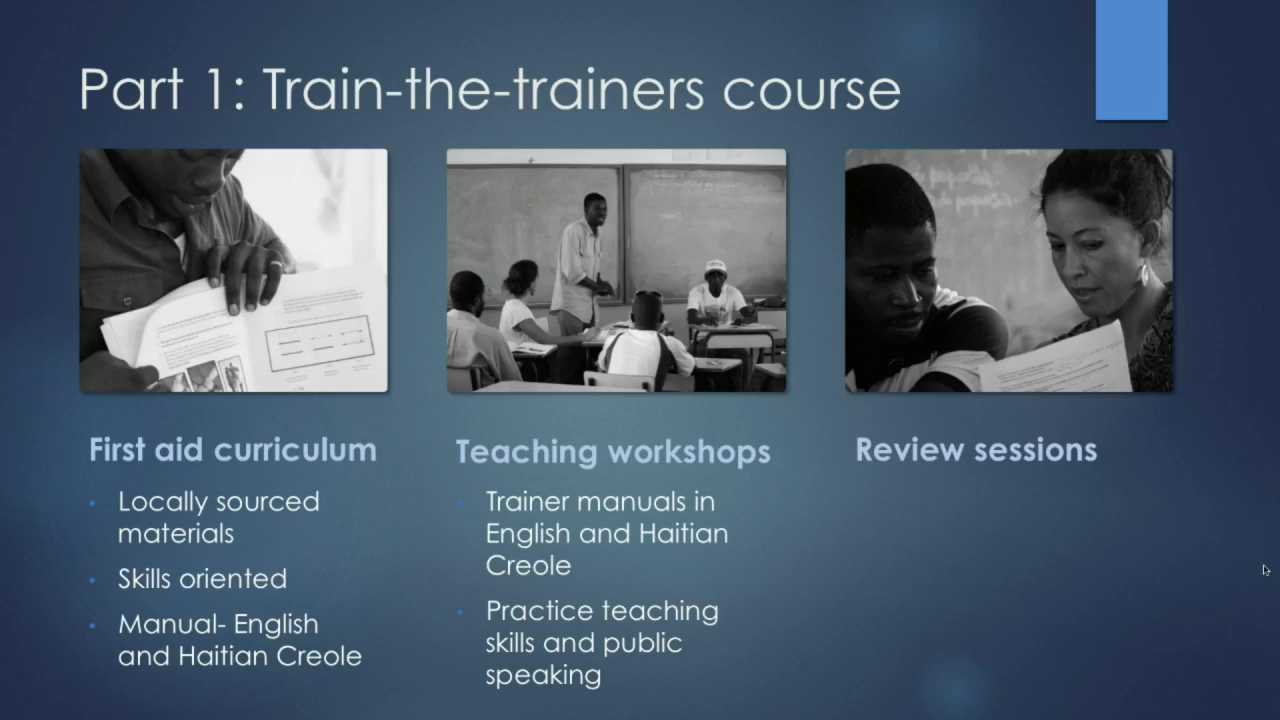 Part 1: Train-the-trainers course
First aid curriculum
Locally sourced
materials
Skills oriented
Manual- English
and Haitian Creole
Teaching workshops
Trainer manuals in
English and Haitian
Creole
Practice teaching
skills and public
speaking
Review sessions